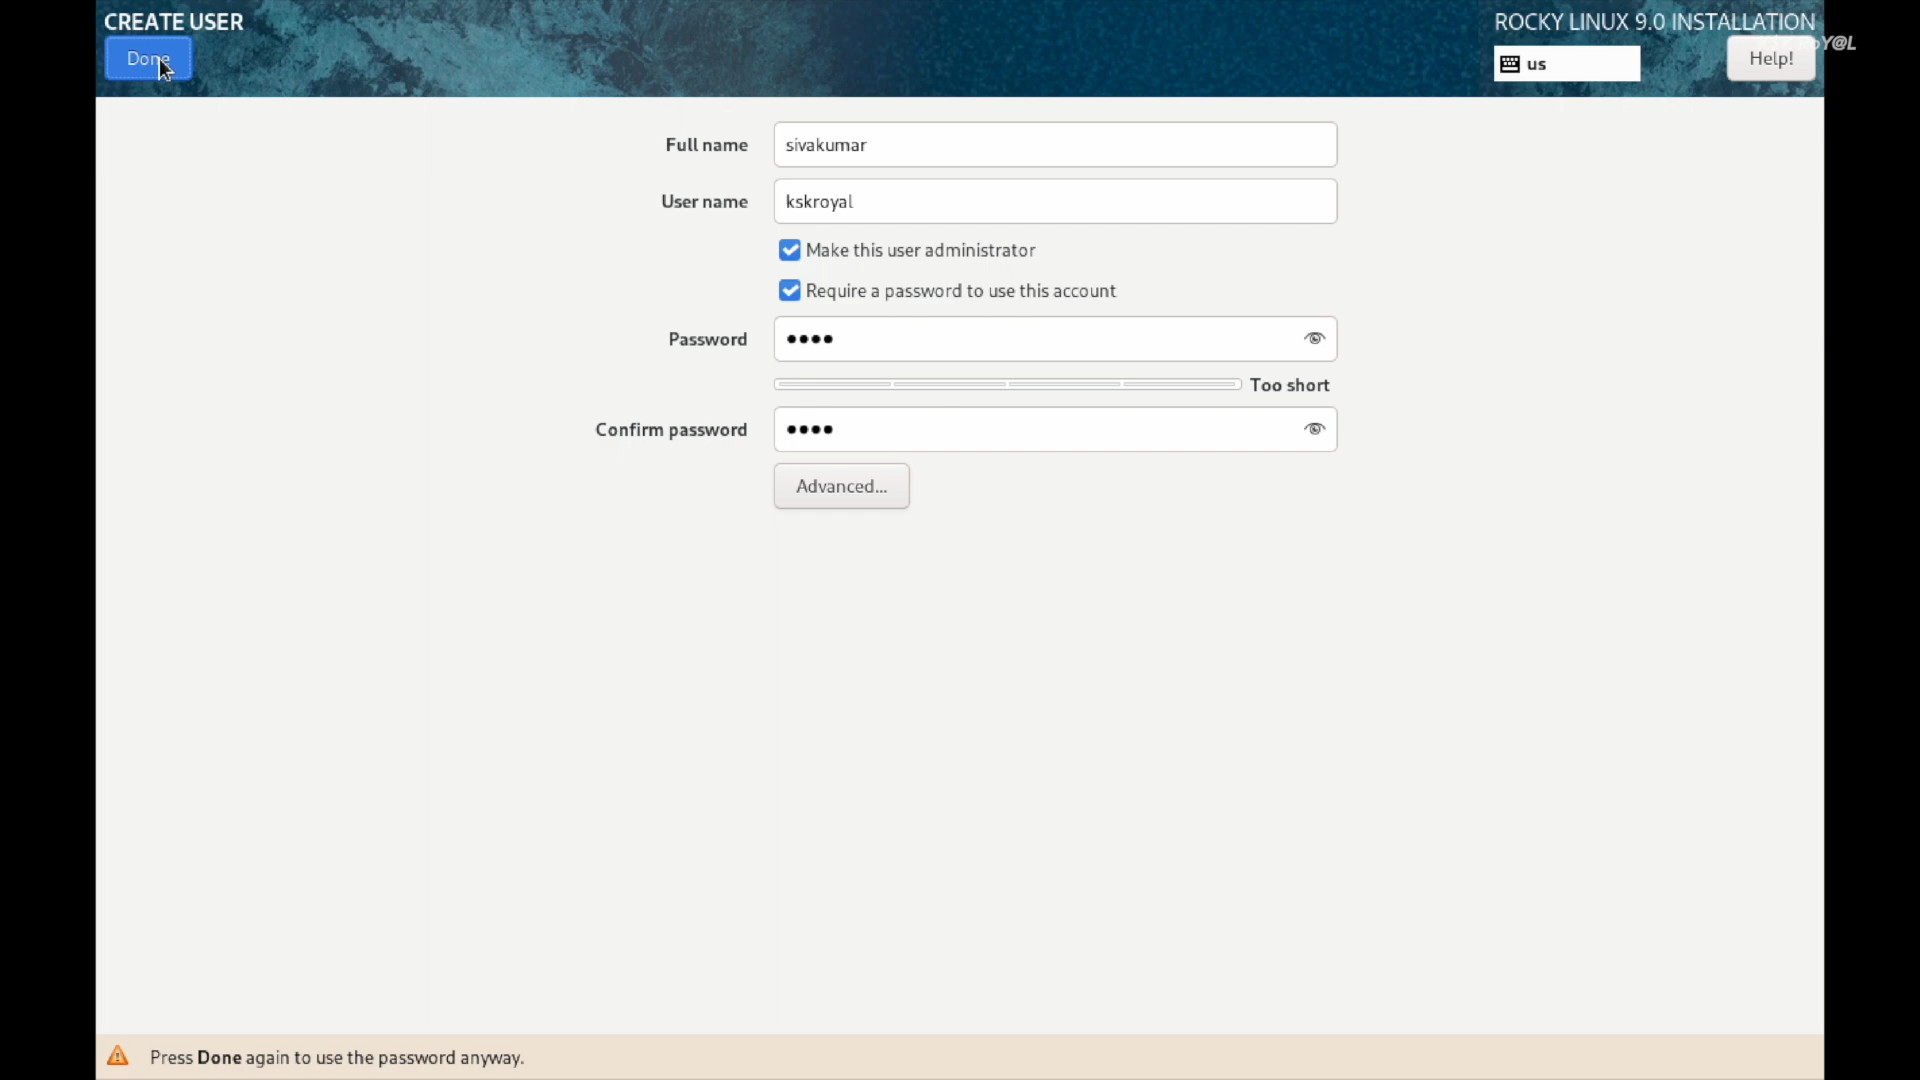 CREATE USER
ROCKY LINUX 9.0 INSTALLATION
Done
us
Help!
Y@L
Full name
sivakumar
User name
kskroyal
Make this user administrator
Require a password to use this account
Password
••••
Too short
Confirm password
••••
Advanced...
Press Done again to use the password anyway.